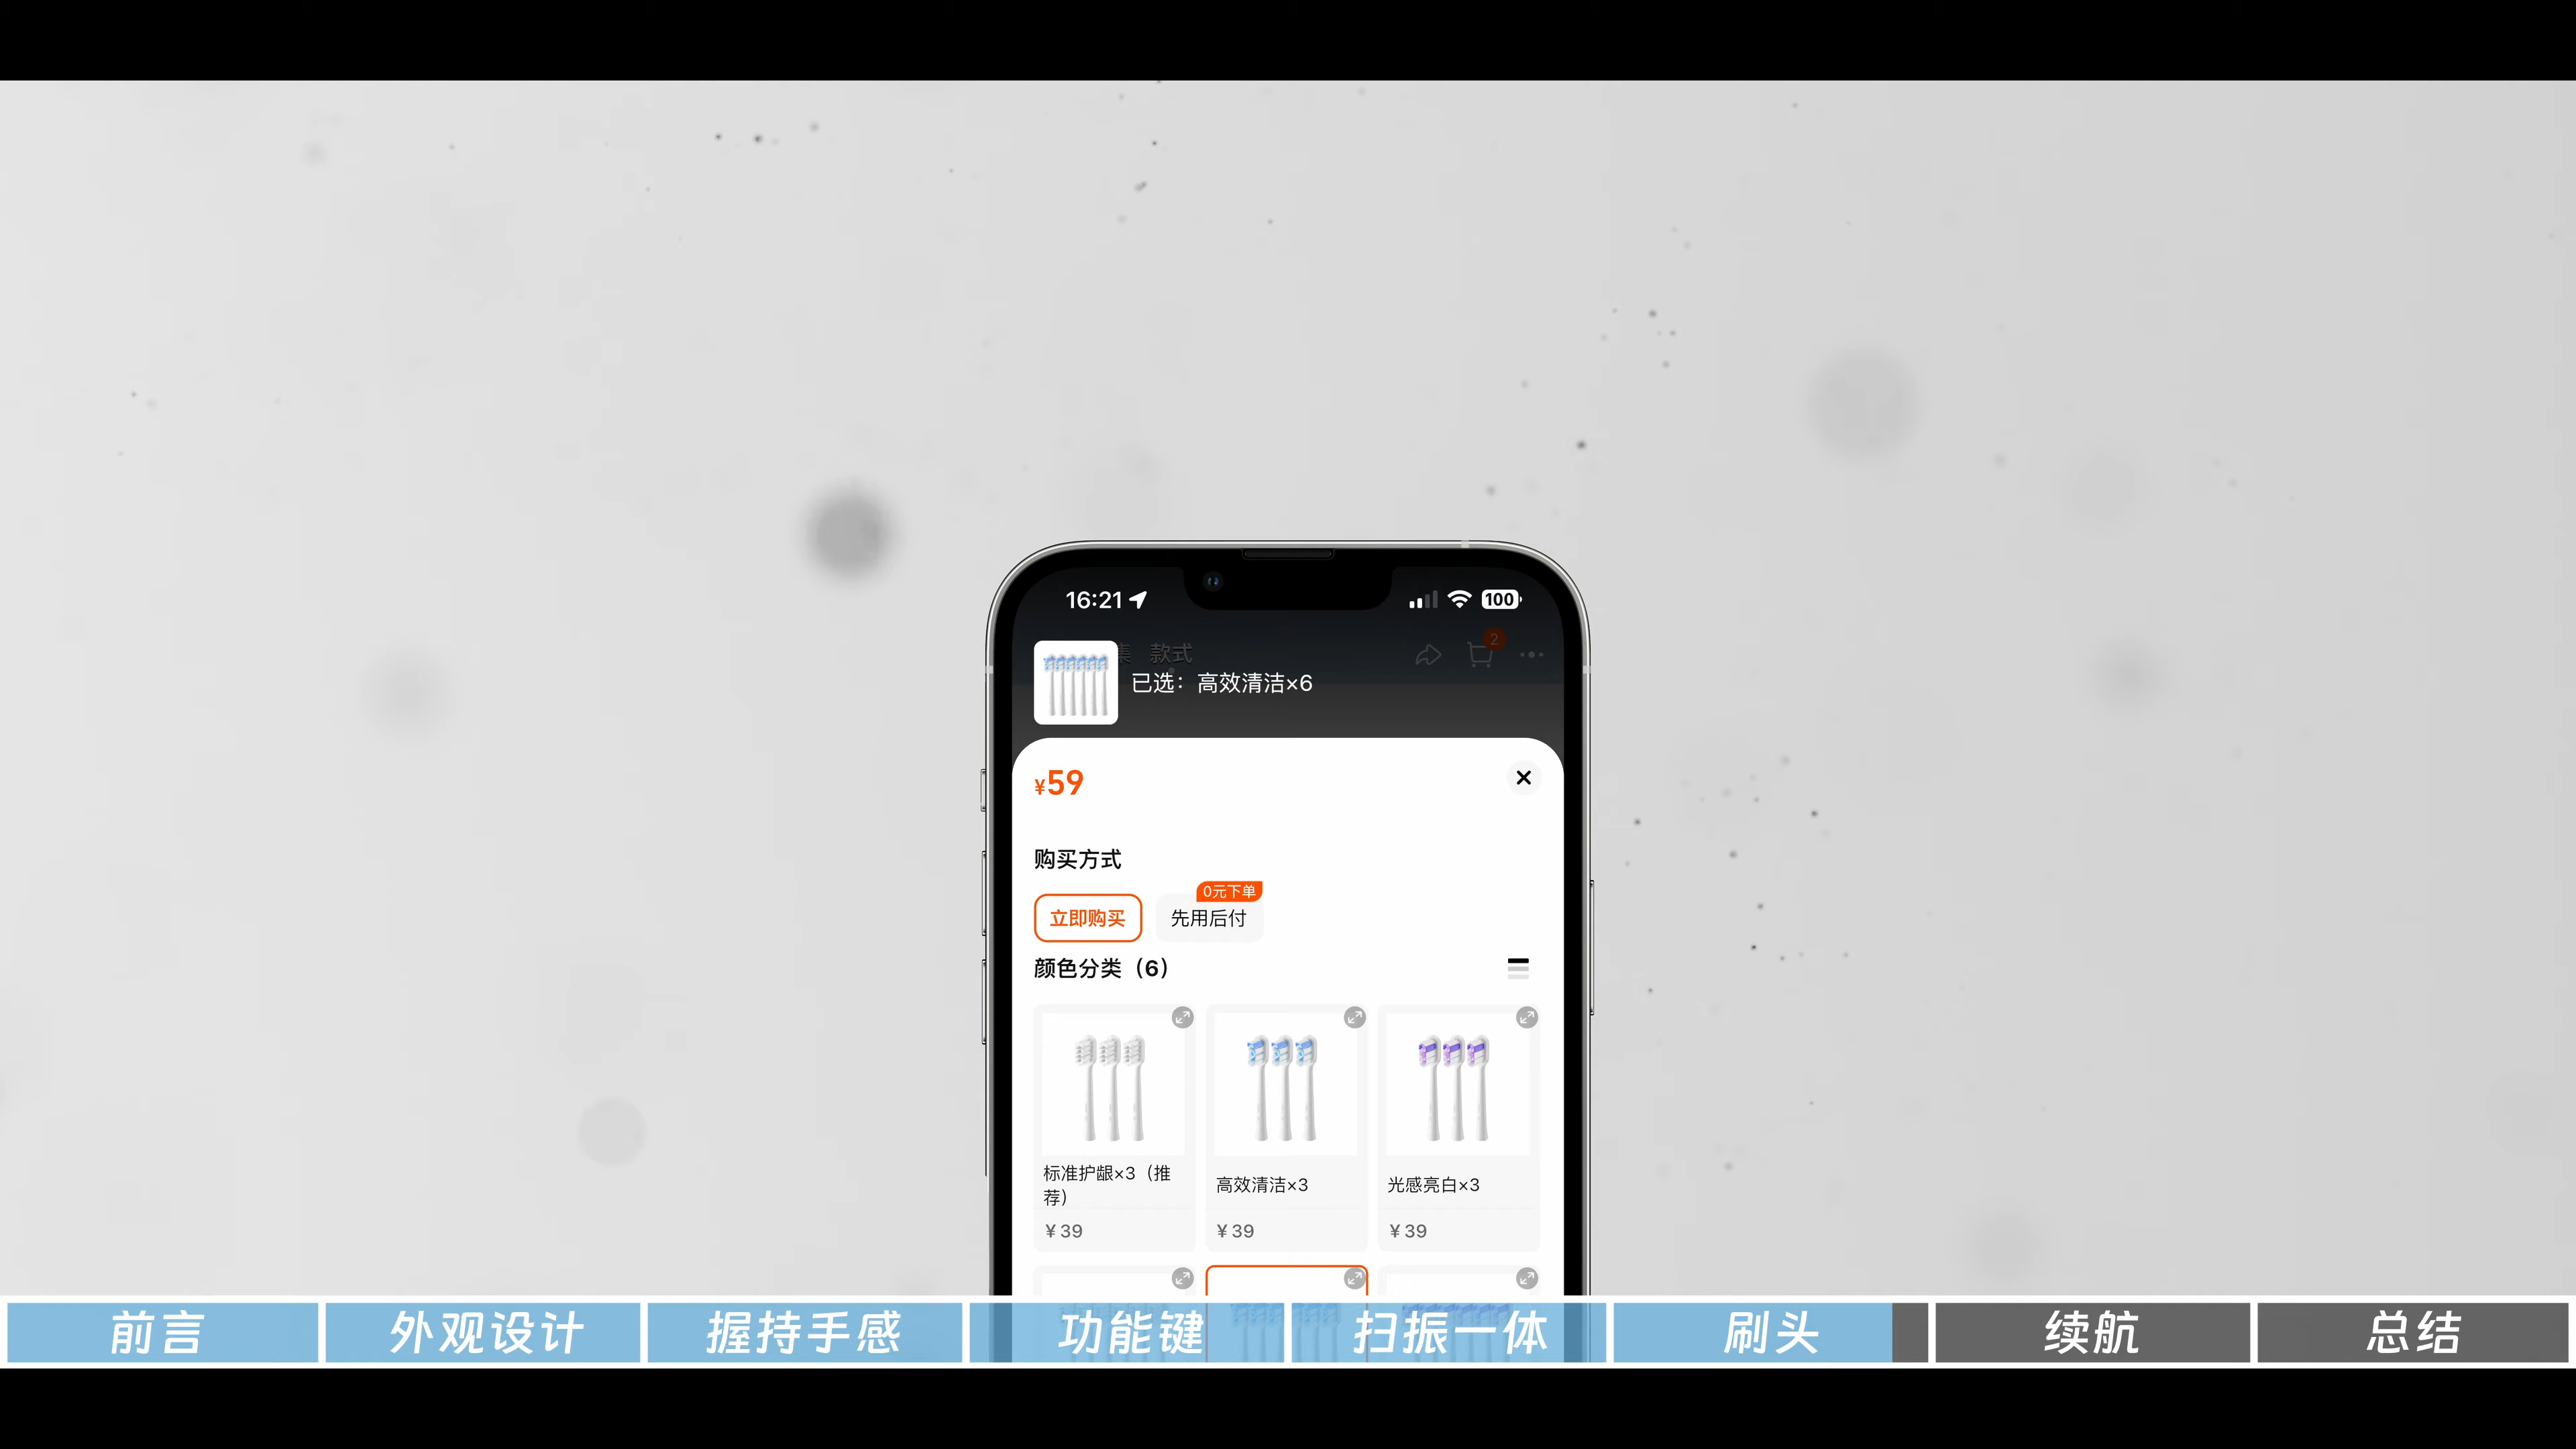 16:21
100
集 款式
2
已选：高效清洁×6
¥59
购买方式
0元下单
立即购买 先用后付
颜色分类（6）
标准护龈×3（推
荐）
高效清洁×3
光感亮白×3
¥39 ¥39 ¥39
前言 外观设计 握持手感 功能键 扫振一体 刷头 续航 总结